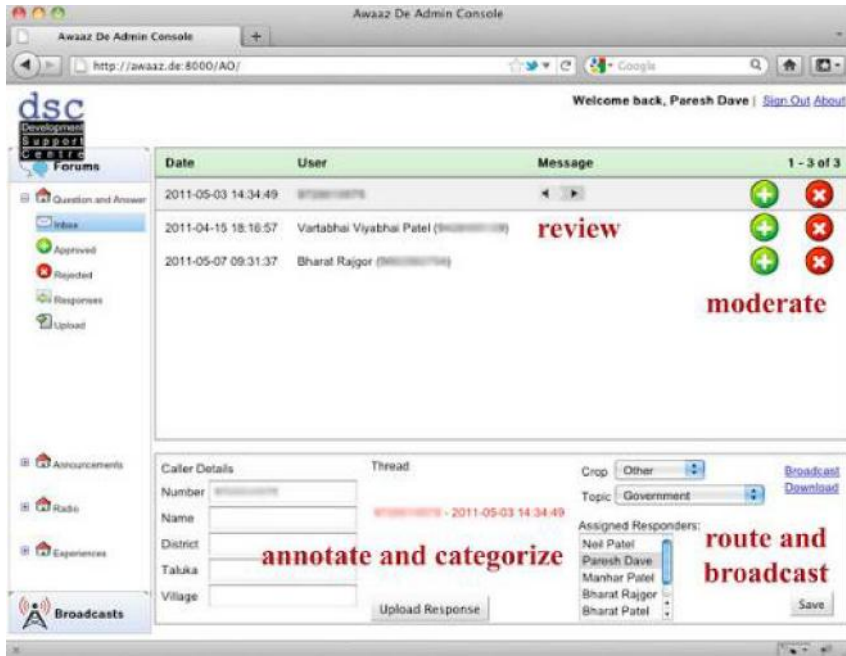 Awaaz De Admin Console
Awaaz De Admin Console
http://awaaz.de:8000/AO/
Google
Welcome back, Paresh Dave | Sign Out About
dsc
Development
Support
Centre
Forums
Question and Answer
Inbox
Approved
Rejected
Responses
Upload
Announcements
Radio
Experiences
Broadcasts
Date User Message 1 - 3 of 3
2011-05-03 14:34:49
2011-04-15 18:16:57 Vartabhai Viyabhai Patel
2011-05-07 09:31:37 Bharat Rajgor
review
moderate
Caller Details
Number
Name
District
Taluka
Village
Thread
- 2011-05-03 14:34:49
annotate and categorize
Upload Response
Crop Other
Topic Government
Assigned Responders:
Neil Patel
Paresh Dave
Manhar Patel
Bharat Rajgor
Bharat Patel
Broadcast
Download
route and
broadcast
Save